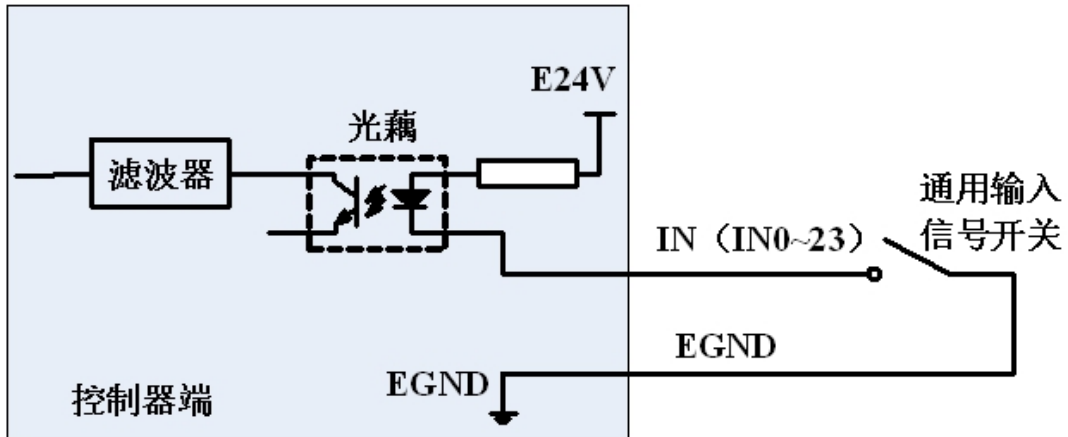 E24V
光藕
滤波器
通用输入
信号开关
IN（IN0~23）
EGND
EGND
控制器端